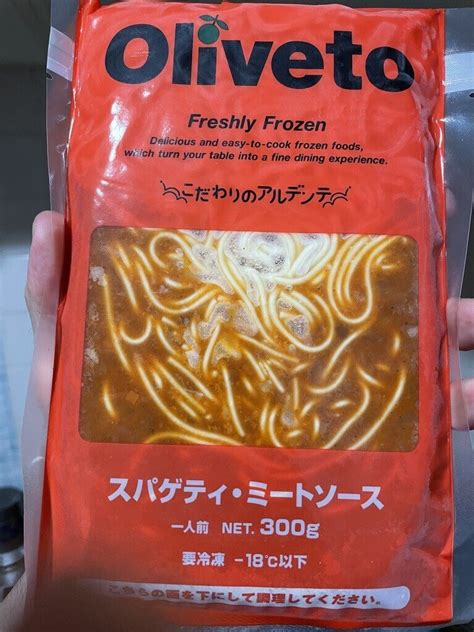 Oliveto
Freshly Frozen
Delicious and easy-to-cook frozen foods,
which turn your table into a fine dining experience.
こだわりのアルデンテ
スパゲティ・ミートソース
一人前 NET. 300g
要冷凍 -18℃以下
こちらの面を下にして調理してください。